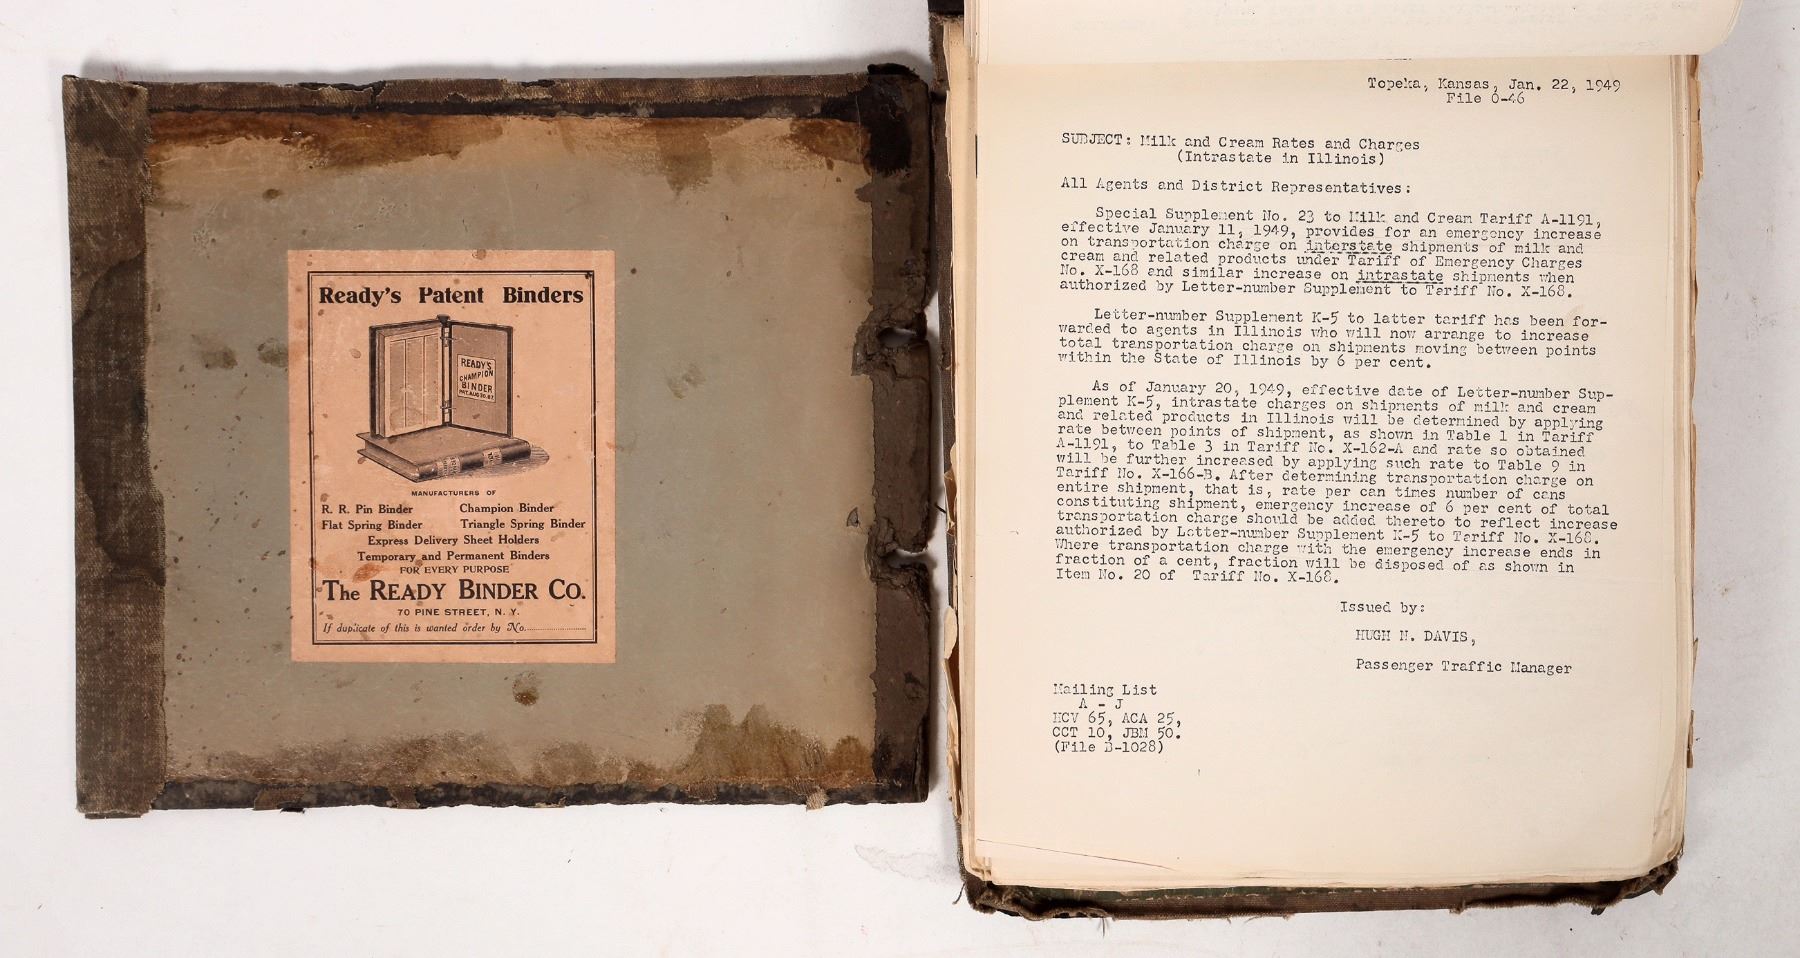 Ready's Patent Binders
READY'S
CHAMPION
BINDER
PAT. AUG 30. 87
MANUFACTURERS OF
R. R. Pin Binder Champion Binder
Flat Spring Binder Triangle Spring Binder
Express Delivery Sheet Holders
Temporary and Permanent Binders
FOR EVERY PURPOSE
The READY BINDER CO.
70 PINE STREET, N. Y.
If duplicate of this is wanted order by No.
Topeka, Kansas, Jan. 22, 1949
File O-46
SUBJECT: Milk and Cream Rates and Charges
(Intrastate in Illinois)
All Agents and District Representatives:
Special Supplement No. 23 to Milk and Cream Tariff A-1191,
effective January 11, 1949, provides for an emergency increase
on transportation charge on interstate shipments of milk and
cream and related products under Tariff of Emergency Charges
No. X-168 and similar increase on intrastate shipments when
authorized by Letter-number Supplement to Tariff No. X-168.
Letter-number Supplement K-5 to latter tariff has been for-
warded to agents in Illinois who will now arrange to increase
total transportation charge on shipments moving between points
within the State of Illinois by 6 per cent.
As of January 20, 1949, effective date of Letter-number Sup-
plement K-5, intrastate charges on shipments of milk and cream
and related products in Illinois will be determined by applying
rate between points of shipment, as shown in Table 1 in Tariff
A-1191, to Table 3 in Tariff No. X-162-A and rate so obtained
will be further increased by applying such rate to Table 9 in
Tariff No. X-166-B. After determining transportation charge on
entire shipment, that is, rate per can times number of cans
constituting shipment, emergency increase of 6 per cent of total
transportation charge should be added thereto to reflect increase
authorized by Letter-number Supplement K-5 to Tariff No. X-168.
Where transportation charge with the emergency increase ends in
fraction of a cent, fraction will be disposed of as shown in
Item No. 20 of Tariff No. X-168.
Issued by:
HUGH N. DAVIS,
Passenger Traffic Manager
Mailing List
A - J
HCV 65, ACA 25,
CCT 10, JBM 50.
(File D-1028)